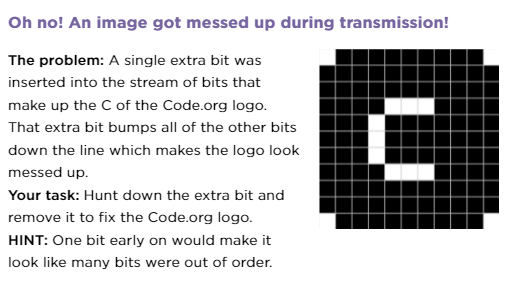 Oh no! An image got messed up during transmission!
The problem: A single extra bit was
inserted into the stream of bits that
make up the C of the Code.org logo.
That extra bit bumps all of the other bits
down the line which makes the logo look
messed up.
Your task: Hunt down the extra bit and
remove it to fix the Code.org logo.
HINT: One bit early on would make it
look like many bits were out of order.